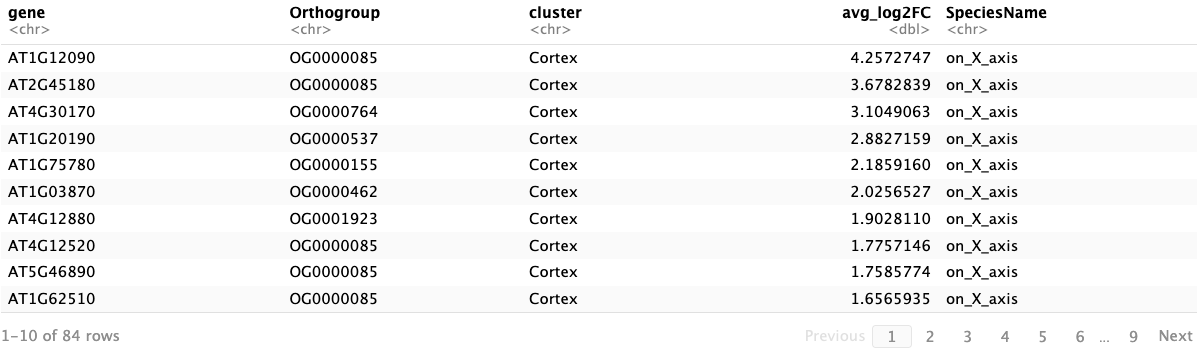 gene Orthogroup cluster avg_log2FC SpeciesName
<chr> <chr> <chr> <dbl> <chr>
AT1G12090 OG0000085 Cortex 4.2572747 on_X_axis
AT2G45180 OG0000085 Cortex 3.6782839 on_X_axis
AT4G30170 OG0000764 Cortex 3.1049063 on_X_axis
AT1G20190 OG0000537 Cortex 2.8827159 on_X_axis
AT1G75780 OG0000155 Cortex 2.1859160 on_X_axis
AT1G03870 OG0000462 Cortex 2.0256527 on_X_axis
AT4G12880 OG0001923 Cortex 1.9028110 on_X_axis
AT4G12520 OG0000085 Cortex 1.7757146 on_X_axis
AT5G46890 OG0000085 Cortex 1.7585774 on_X_axis
AT1G62510 OG0000085 Cortex 1.6565935 on_X_axis
1-10 of 84 rows Previous 1 2 3 4 5 6 ... 9 Next